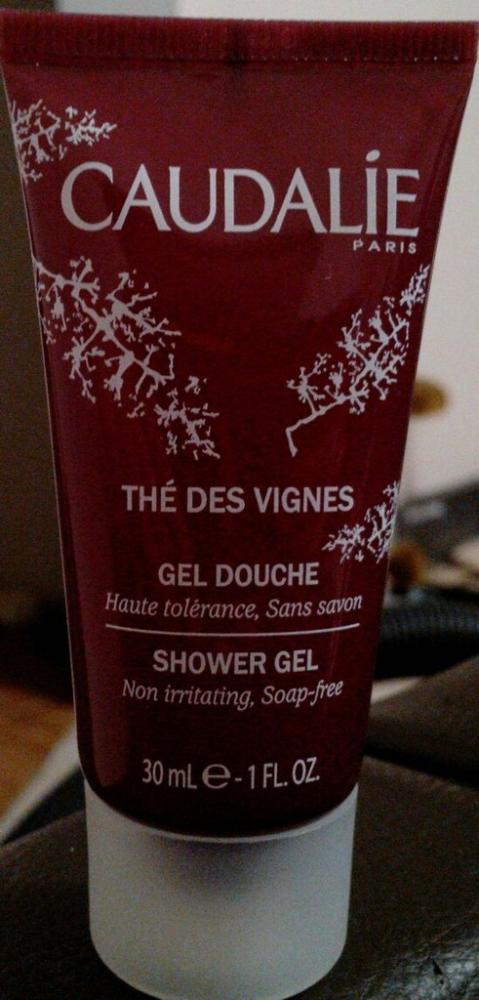 CAUDALİE
PARIS
THÉ DES VIGNES
GEL DOUCHE
Haute tolérance, Sans savon
SHOWER GEL
Non irritating, Soap-free
30 mL ℮ - 1 FL. OZ.